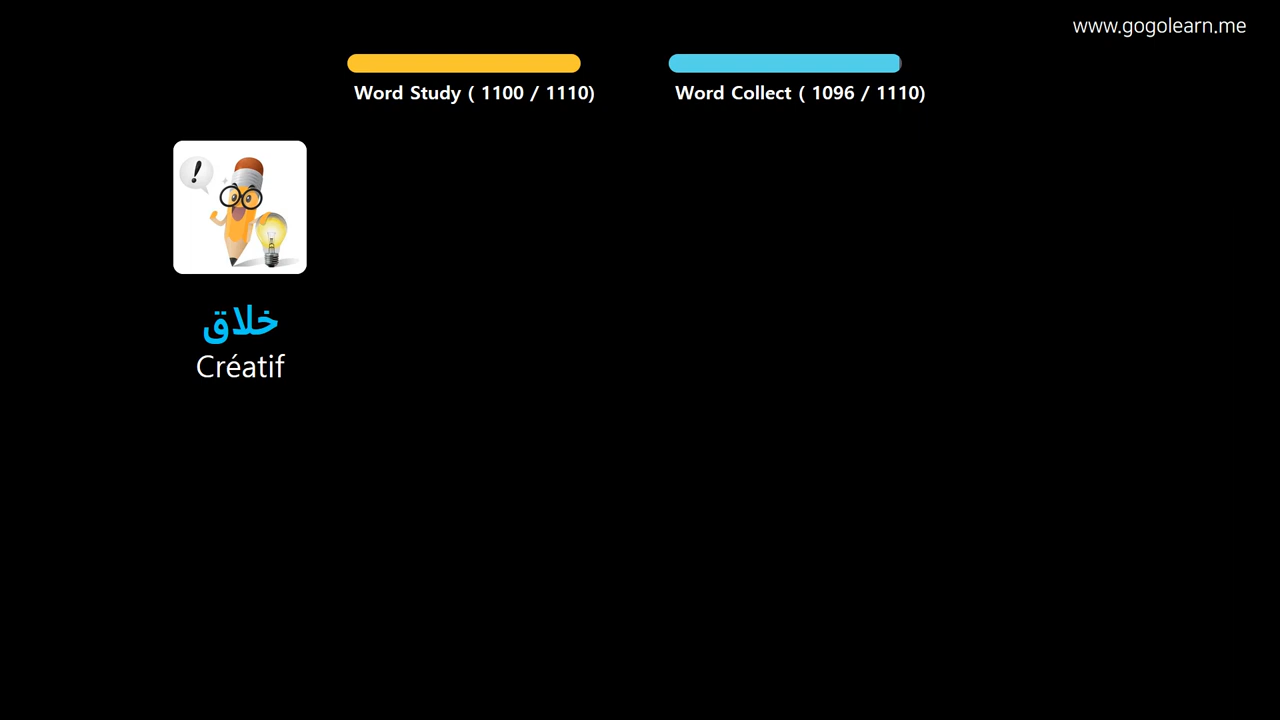 www.gogolearn.me
Word Study ( 1100 / 1110)
Word Collect ( 1096 / 1110)
!
خلاق
Créatif